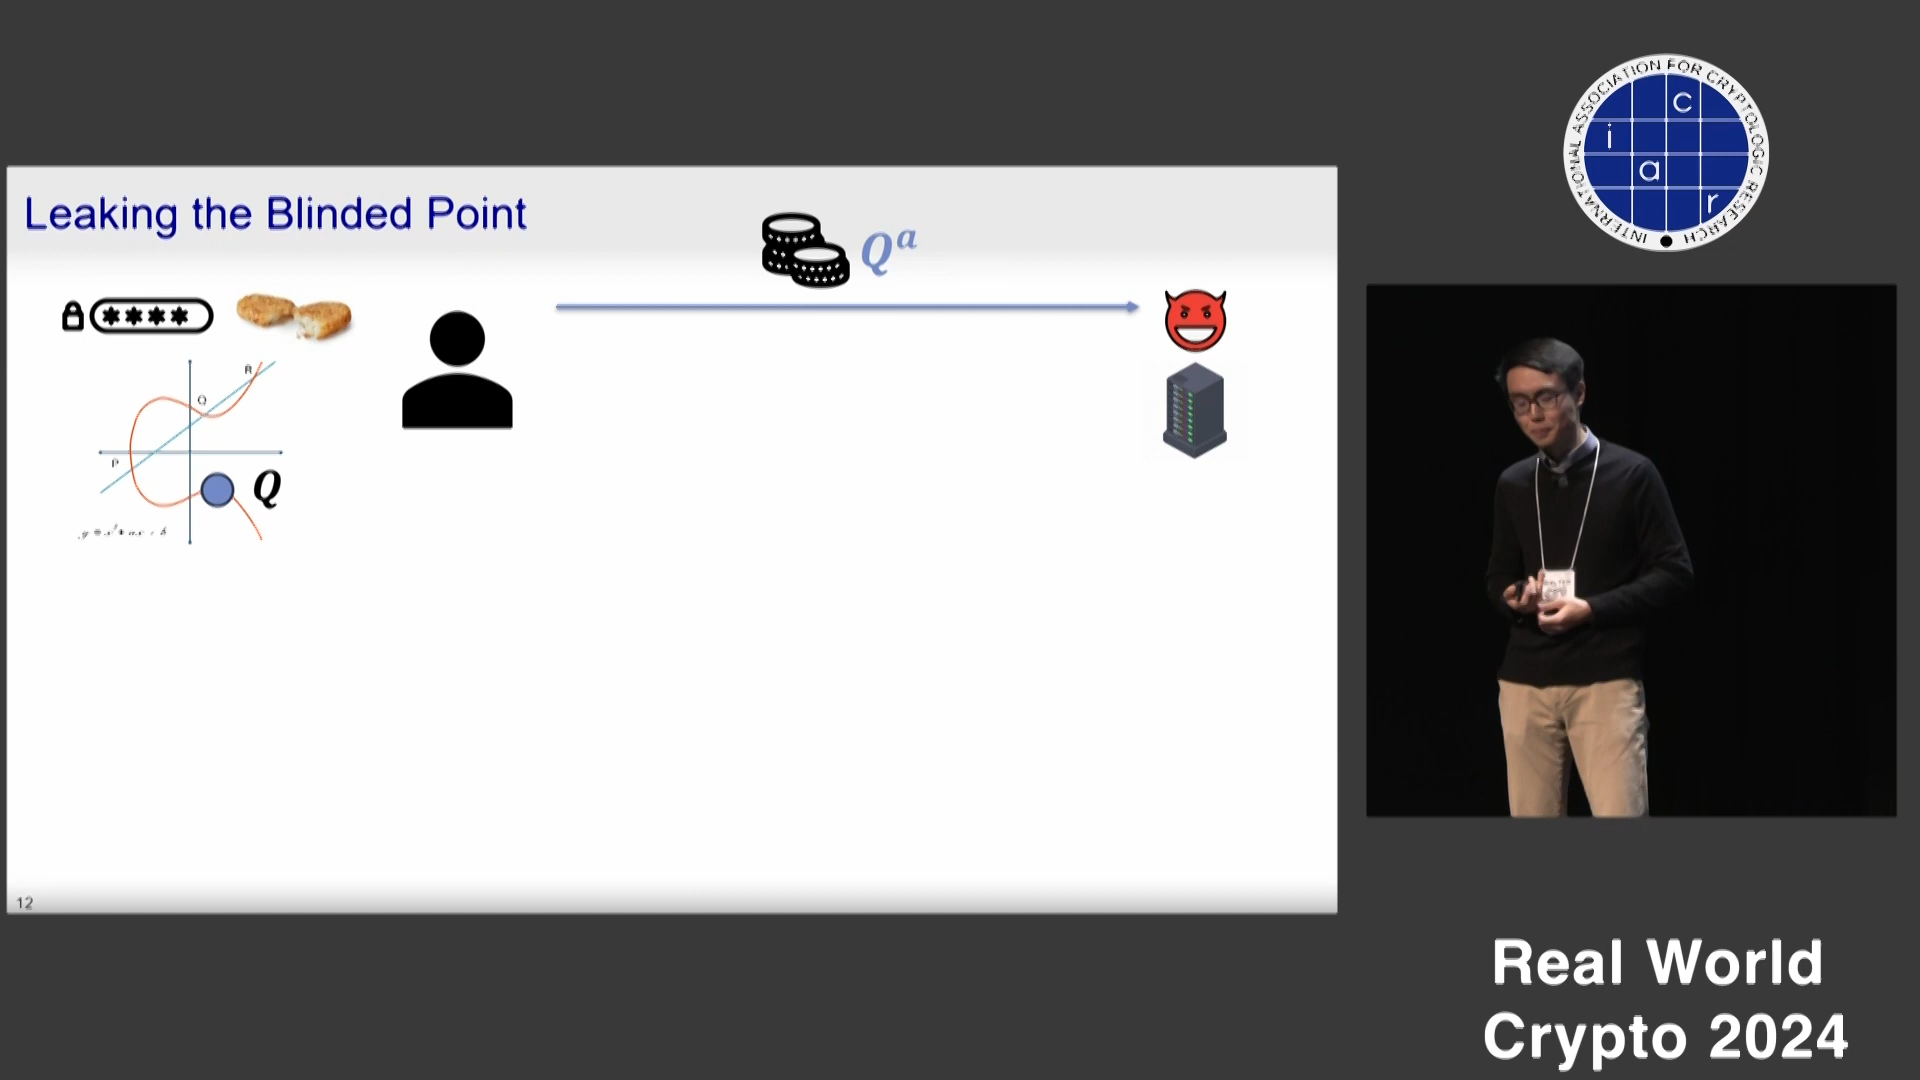 Leaking the Blinded Point
Q^a
****
R
Q
P
Q
12
INTERNATIONAL ASSOCIATION FOR CRYPTOLOGIC RESEARCH
c
i
a
r
Real World
Crypto 2024